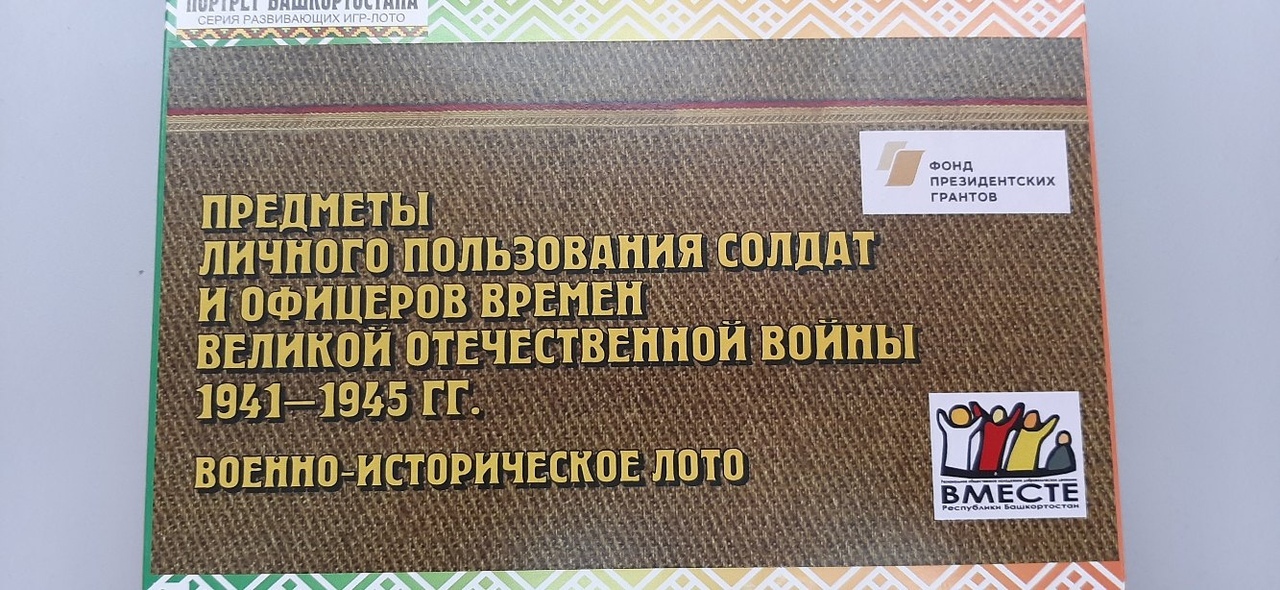 ПОРТРЕТ БАШКОРТОСТАНА
СЕРИЯ РАЗВИВАЮЩИХ ИГР-ЛОТО
ФОНД
ПРЕЗИДЕНТСКИХ
ГРАНТОВ
ПРЕДМЕТЫ
ЛИЧНОГО ПОЛЬЗОВАНИЯ СОЛДАТ
И ОФИЦЕРОВ ВРЕМЕН
ВЕЛИКОЙ ОТЕЧЕСТВЕННОЙ ВОЙНЫ
1941–1945 ГГ.
ВОЕННО-ИСТОРИЧЕСКОЕ ЛОТО
ВМЕСТЕ
Республики Башкортостан